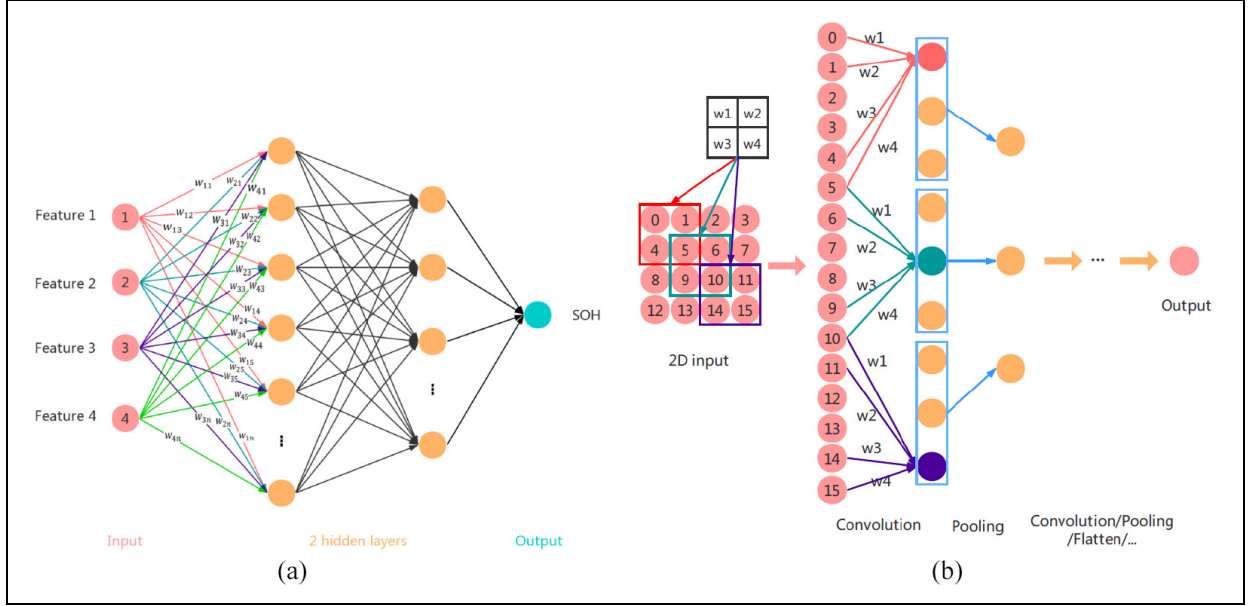 Feature 1
Feature 2
Feature 3
Feature 4
1
2
3
4
w11
w12
w13
w14
w15
w1n
w21
w22
w23
w24
w25
w2n
w31
w32
w33
w34
w35
w3n
w41
w42
w43
w44
w45
w4n
⋮
⋮
SOH
Input
2 hidden layers
Output
(a)
w1 w2
w3 w4
0 1 2 3
4 5 6 7
8 9 10 11
12 13 14 15
2D input
0
1
2
3
4
5
6
7
8
9
10
11
12
13
14
15
w1
w2
w3
w4
w1
w2
w3
w4
w1
w2
w3
w4
...
Output
Convolution
Pooling
Convolution/Pooling
/Flatten/...
(b)